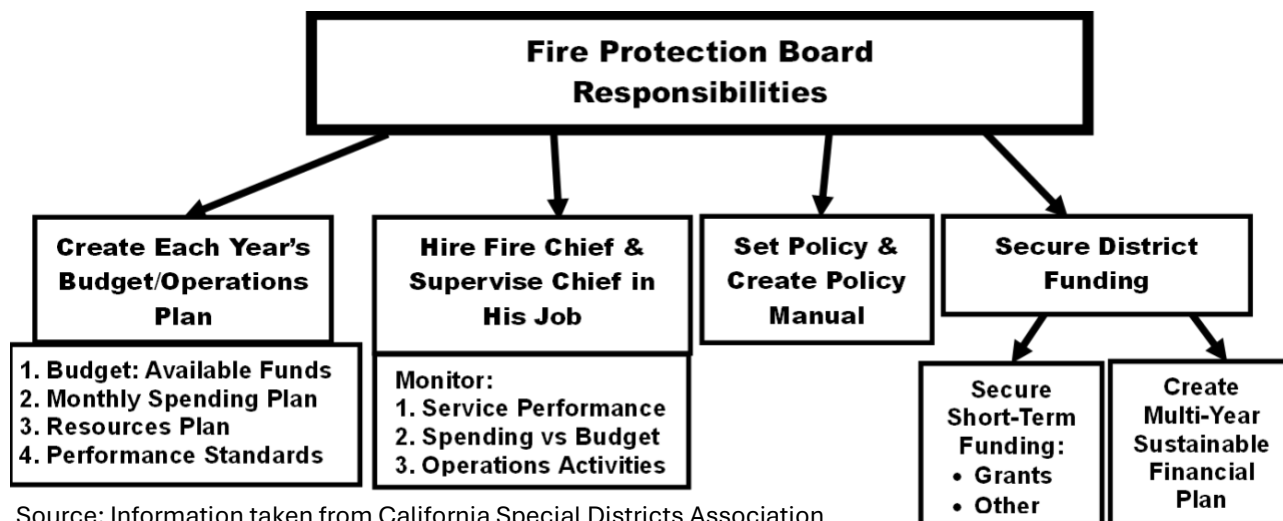 Fire Protection Board
Responsibilities
Create Each Year's
Budget/Operations
Plan
1. Budget: Available Funds
2. Monthly Spending Plan
3. Resources Plan
4. Performance Standards
Hire Fire Chief &
Supervise Chief in
His Job
Monitor:
1. Service Performance
2. Spending vs Budget
3. Operations Activities
Set Policy &
Create Policy
Manual
Secure District
Funding
Secure
Short-Term
Funding:
• Grants
• Other
Create
Multi-Year
Sustainable
Financial
Plan
Source: Information taken from California Special Districts Association